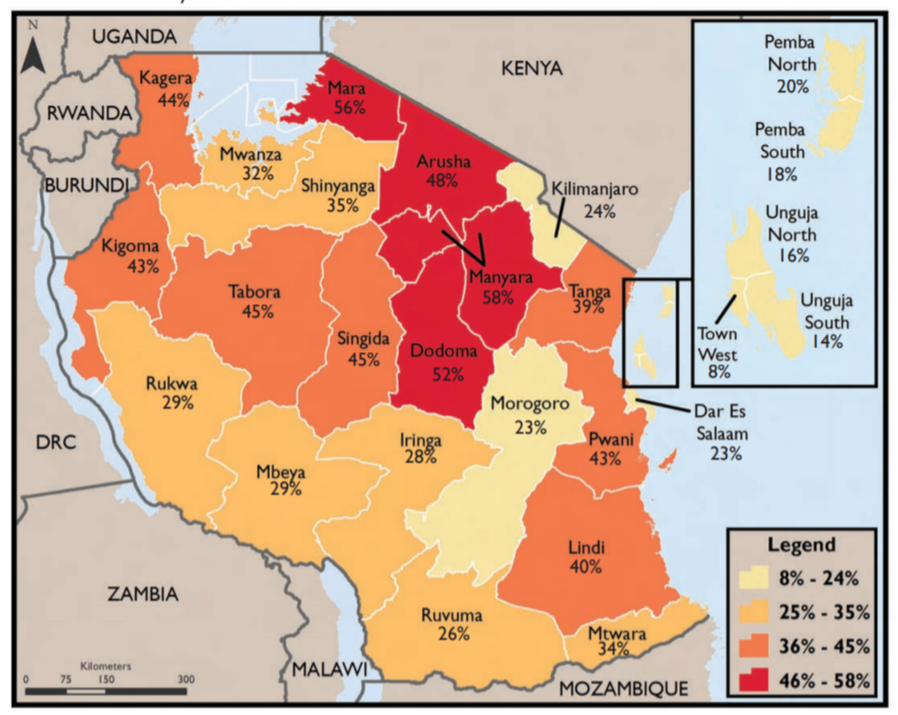 N
UGANDA
KENYA
RWANDA
BURUNDI
DRC
ZAMBIA
MALAWI
MOZAMBIQUE
Kagera
44%
Mara
56%
Mwanza
32%
Shinyanga
35%
Arusha
48%
Kilimanjaro
24%
Kigoma
43%
Tabora
45%
Singida
45%
Manyara
58%
Dodoma
52%
Tanga
39%
Rukwa
29%
Mbeya
29%
Iringa
28%
Morogoro
23%
Pwani
43%
Dar Es
Salaam
23%
Lindi
40%
Ruvuma
26%
Mtwara
34%
Pemba
North
20%
Pemba
South
18%
Unguja
North
16%
Unguja
South
14%
Town
West
8%
Legend
8% - 24%
25% - 35%
36% - 45%
46% - 58%
Kilometers
0 75 150 300